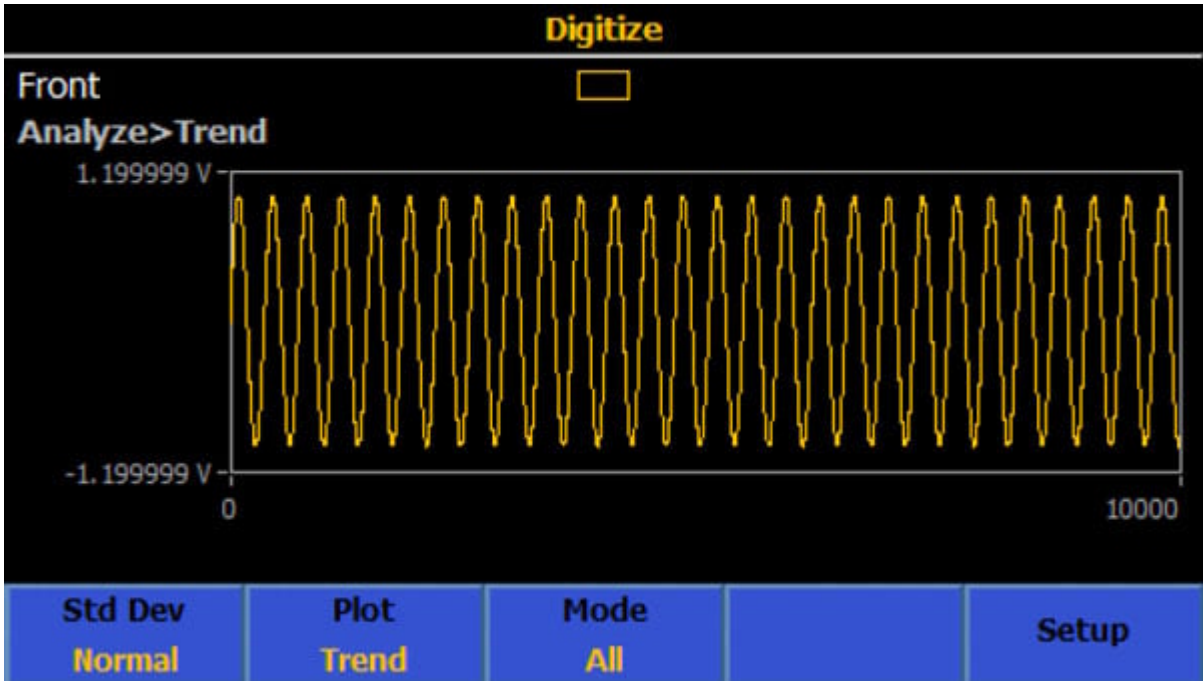 Digitize
Front
Analyze>Trend
1.199999 V
-1.199999 V
0 10000
Std Dev Plot Mode Setup
Normal Trend All